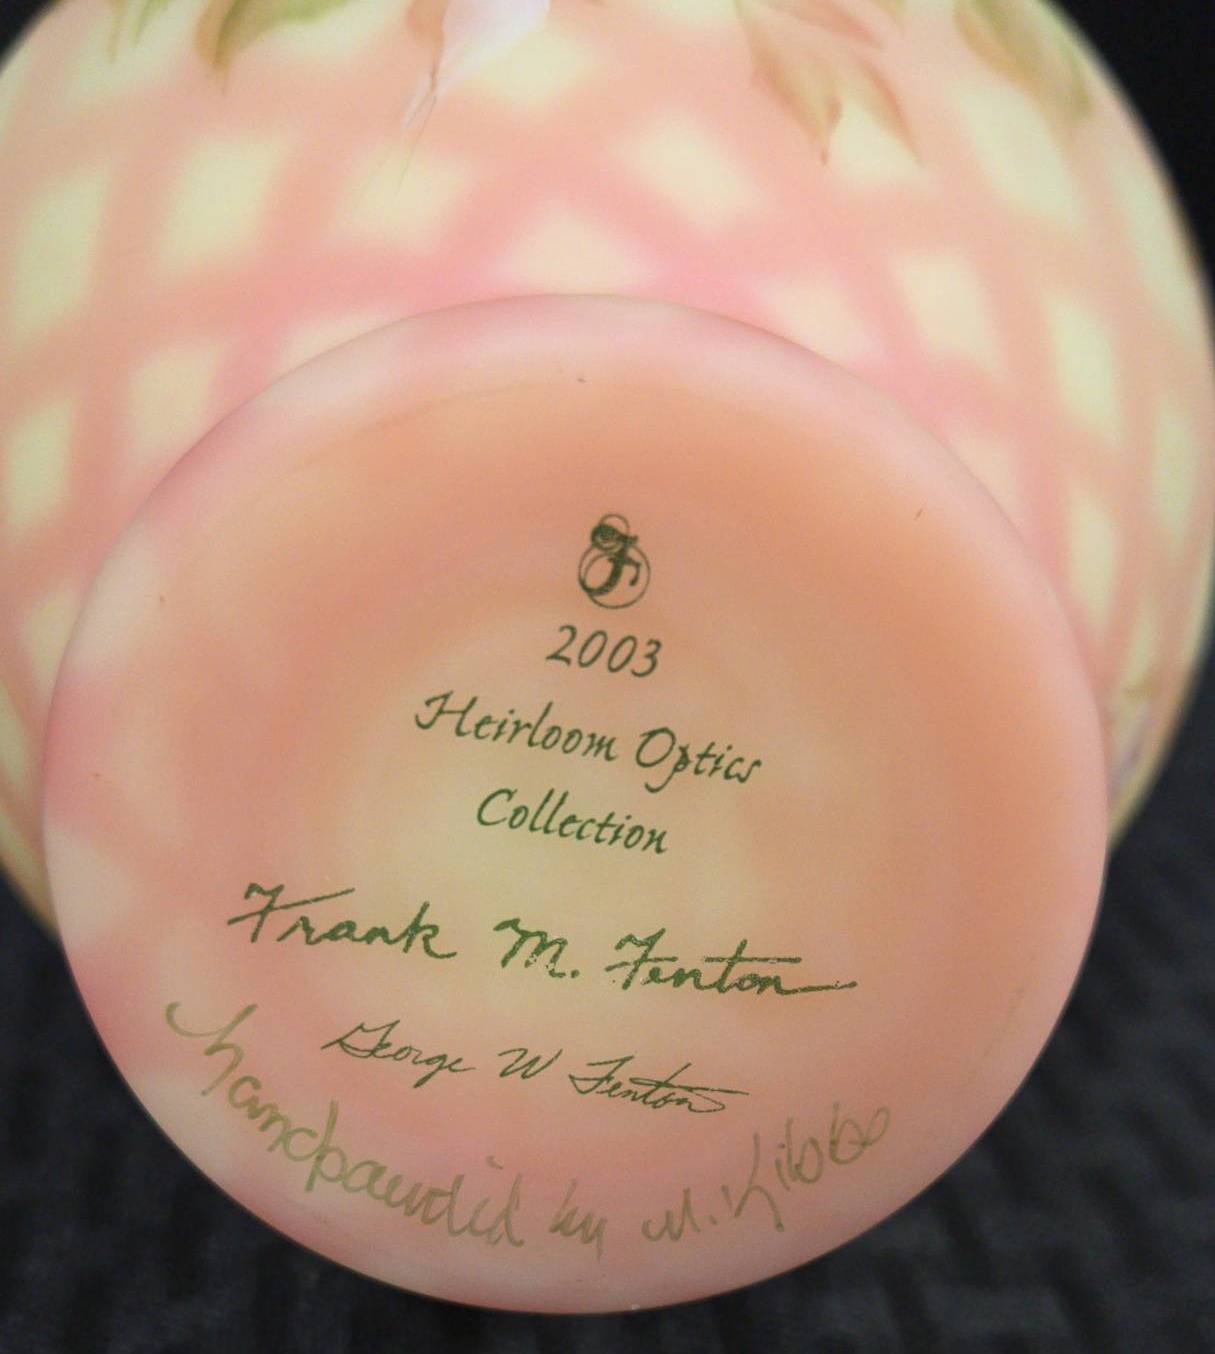 F
2003
Heirloom Optics
Collection
Frank M. Fenton
George W Fenton
handpainted by M. Kibbe